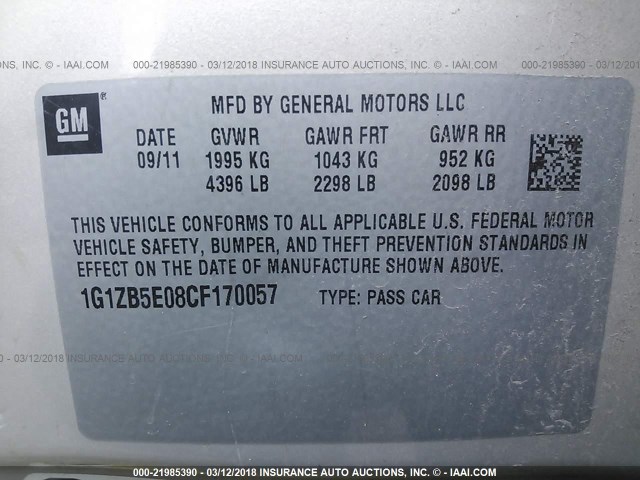 000-21985390 - 03/12/2018 INSURANCE AUTO AUCTIONS, INC. © - IAAI.COM
GM ®
MFD BY GENERAL MOTORS LLC
DATE GVWR GAWR FRT GAWR RR
09/11 1995 KG 1043 KG 952 KG
4396 LB 2298 LB 2098 LB
THIS VEHICLE CONFORMS TO ALL APPLICABLE U.S. FEDERAL MOTOR
VEHICLE SAFETY, BUMPER, AND THEFT PREVENTION STANDARDS IN
EFFECT ON THE DATE OF MANUFACTURE SHOWN ABOVE.
1G1ZB5E08CF170057 TYPE: PASS CAR
000-21985390 - 03/12/2018 INSURANCE AUTO AUCTIONS, INC. © - IAAI.COM
000-21985390 - 03/12/2018 INSURANCE AUTO AUCTIONS, INC. © - IAAI.COM